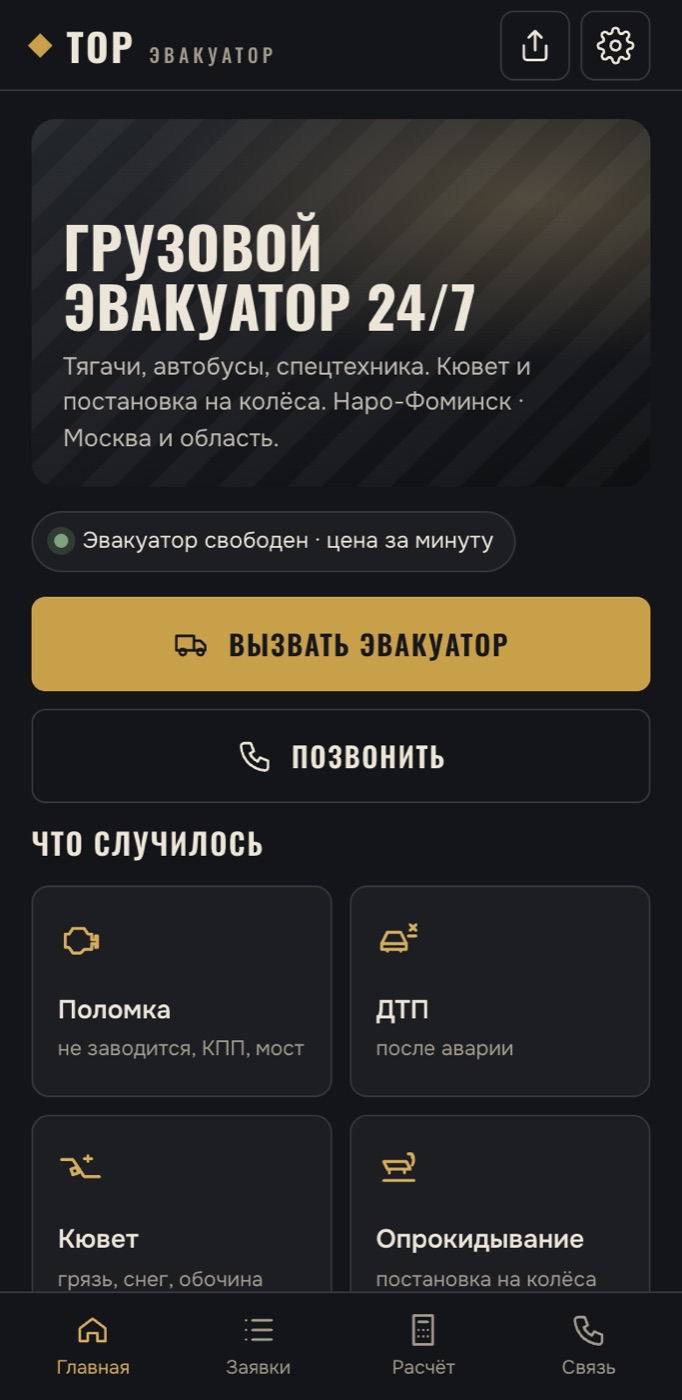 TOP ЭВАКУАТОР
ГРУЗОВОЙ
ЭВАКУАТОР 24/7
Тягачи, автобусы, спецтехника. Кювет и
постановка на колёса. Наро-Фоминск ·
Москва и область.
Эвакуатор свободен · цена за минуту
ВЫЗВАТЬ ЭВАКУАТОР
ПОЗВОНИТЬ
ЧТО СЛУЧИЛОСЬ
Поломка
не заводится, КПП, мост
ДТП
после аварии
Кювет
грязь, снег, обочина
Опрокидывание
постановка на колёса
Главная
Заявки
Расчёт
Связь